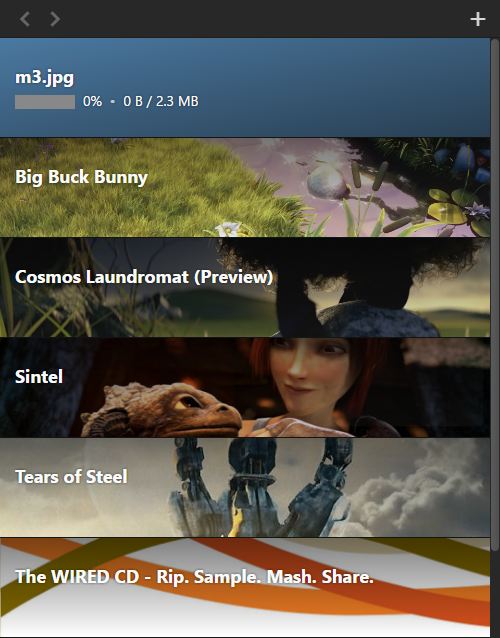 m3.jpg
0% • 0 B / 2.3 MB
Big Buck Bunny
Cosmos Laundromat (Preview)
Sintel
Tears of Steel
The WIRED CD - Rip. Sample. Mash. Share.